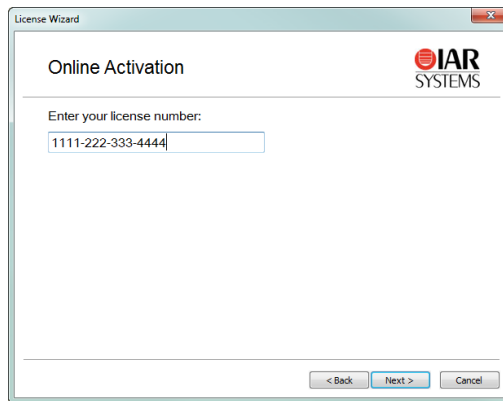 License Wizard
x
Online Activation
IAR
SYSTEMS
Enter your license number:
1111-222-333-4444
< Back Next > Cancel